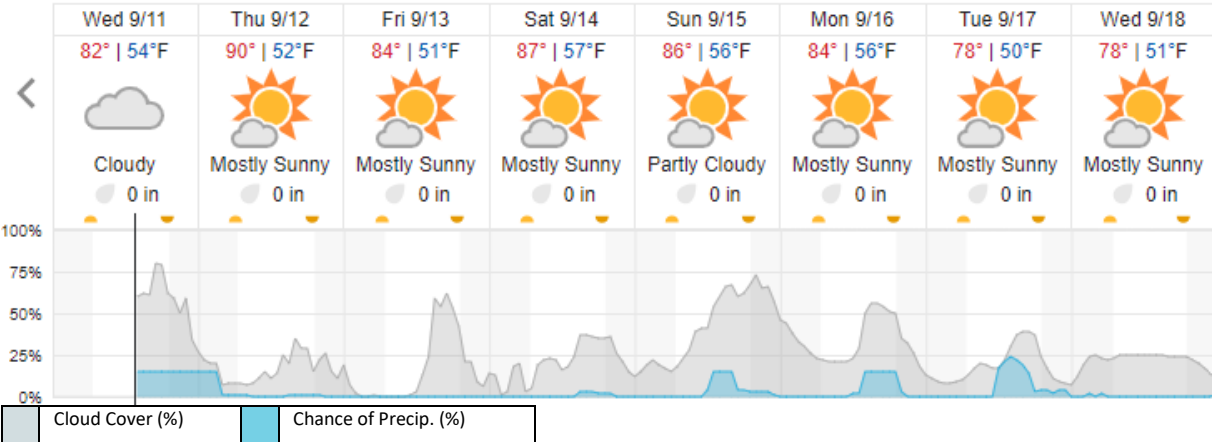 Wed 9/11 Thu 9/12 Fri 9/13 Sat 9/14 Sun 9/15 Mon 9/16 Tue 9/17 Wed 9/18
82° | 54°F 90° | 52°F 84° | 51°F 87° | 57°F 86° | 56°F 84° | 56°F 78° | 50°F 78° | 51°F
Cloudy Mostly Sunny Mostly Sunny Mostly Sunny Partly Cloudy Mostly Sunny Mostly Sunny Mostly Sunny
0 in 0 in 0 in 0 in 0 in 0 in 0 in 0 in
100%
75%
50%
25%
0%
Cloud Cover (%) Chance of Precip. (%)